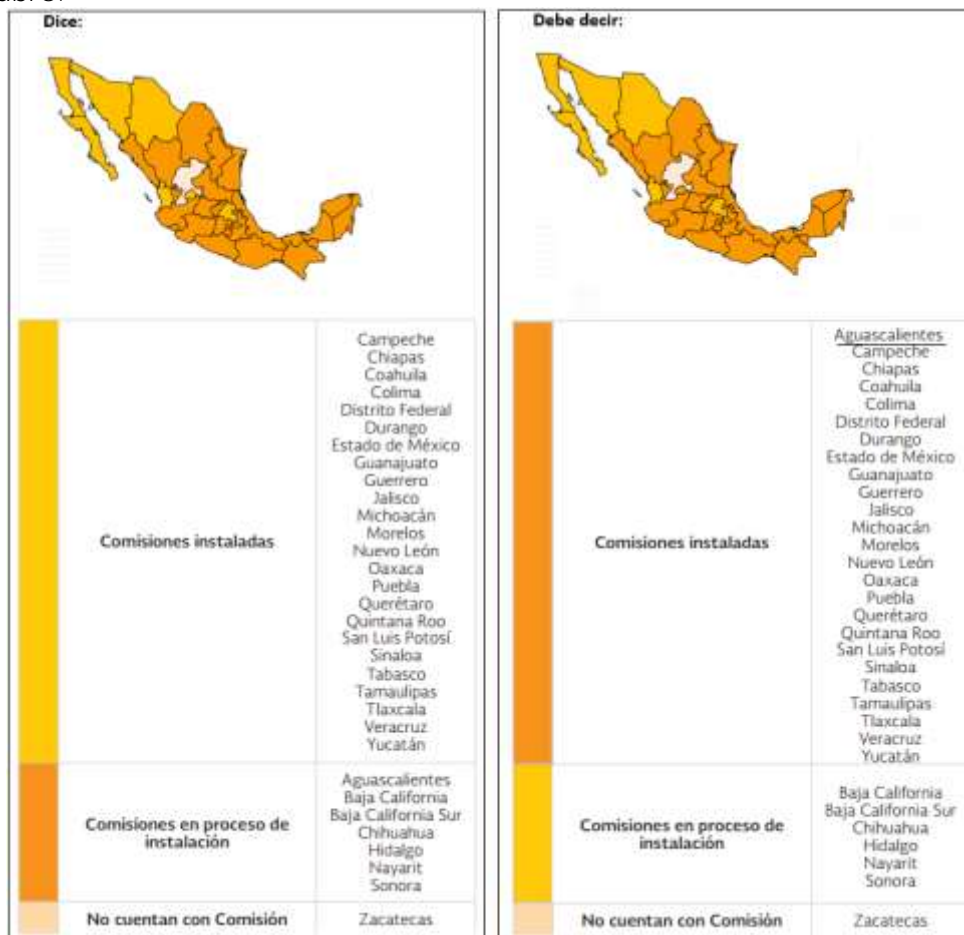 Dice:
Comisiones instaladas
Campeche
Chiapas
Coahuila
Colima
Distrito Federal
Durango
Estado de México
Guanajuato
Guerrero
Jalisco
Michoacán
Morelos
Nuevo León
Oaxaca
Puebla
Querétaro
Quintana Roo
San Luis Potosí
Sinaloa
Tabasco
Tamaulipas
Tlaxcala
Veracruz
Yucatán
Comisiones en proceso de
instalación
Aguascalientes
Baja California
Baja California Sur
Chihuahua
Hidalgo
Nayarit
Sonora
No cuentan con Comisión
Zacatecas
Debe decir:
Comisiones instaladas
Aguascalientes
Campeche
Chiapas
Coahuila
Colima
Distrito Federal
Durango
Estado de México
Guanajuato
Guerrero
Jalisco
Michoacán
Morelos
Nuevo León
Oaxaca
Puebla
Querétaro
Quintana Roo
San Luis Potosí
Sinaloa
Tabasco
Tamaulipas
Tlaxcala
Veracruz
Yucatán
Comisiones en proceso de
instalación
Baja California
Baja California Sur
Chihuahua
Hidalgo
Nayarit
Sonora
No cuentan con Comisión
Zacatecas